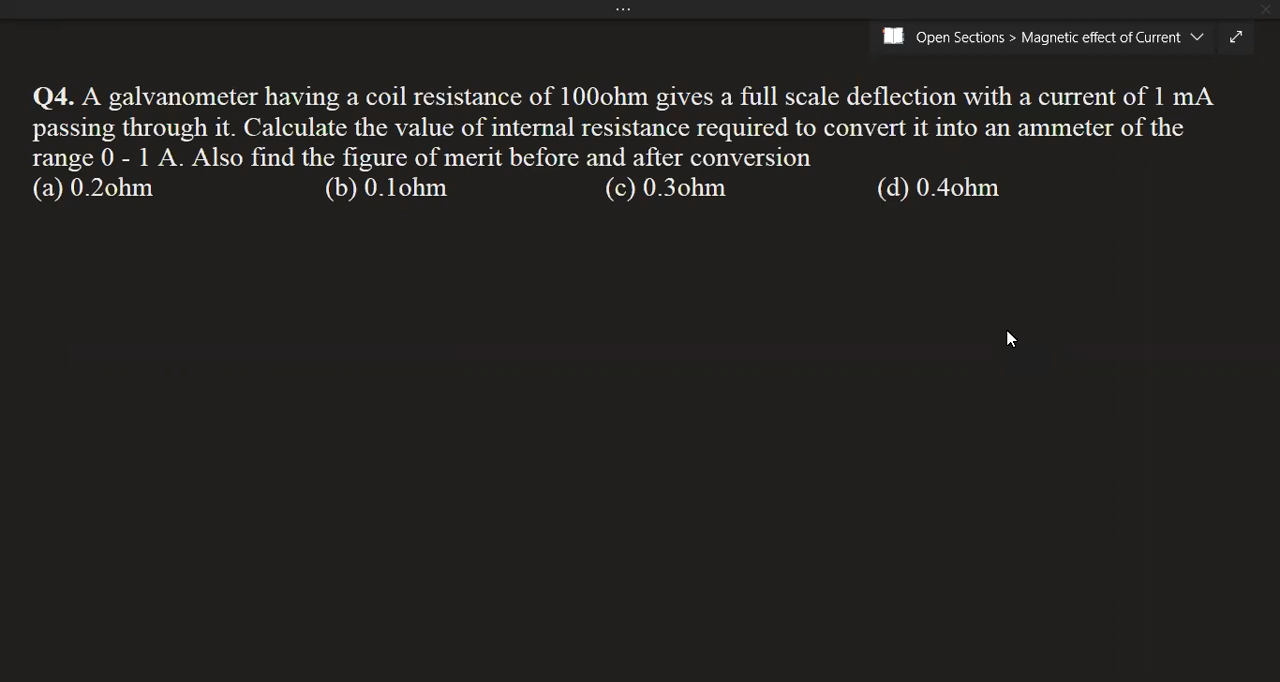 ...
Open Sections > Magnetic effect of Current
Q4. A galvanometer having a coil resistance of 100ohm gives a full scale deflection with a current of 1 mA
passing through it. Calculate the value of internal resistance required to convert it into an ammeter of the
range 0 - 1 A. Also find the figure of merit before and after conversion
(a) 0.2ohm (b) 0.1ohm (c) 0.3ohm (d) 0.4ohm